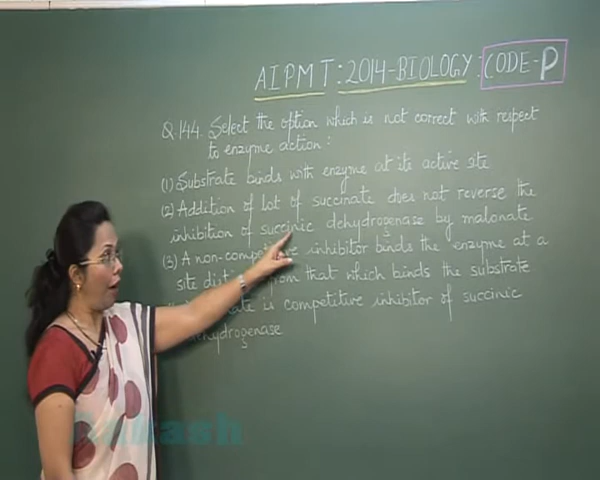 AIPMT: 2014-BIOLOGY: CODE-P
Q.144. Select the option which is not correct with respect
to enzyme action:
(1) Substrate binds with enzyme at its active site
(2) Addition of lot of succinate does not reverse the
inhibition of succinic dehydrogenase by malonate
(3) A non-competitive inhibitor binds the enzyme at a
site distinct from that which binds the substrate
is competitive inhibitor of succinic
dehydrogenase
Aakash